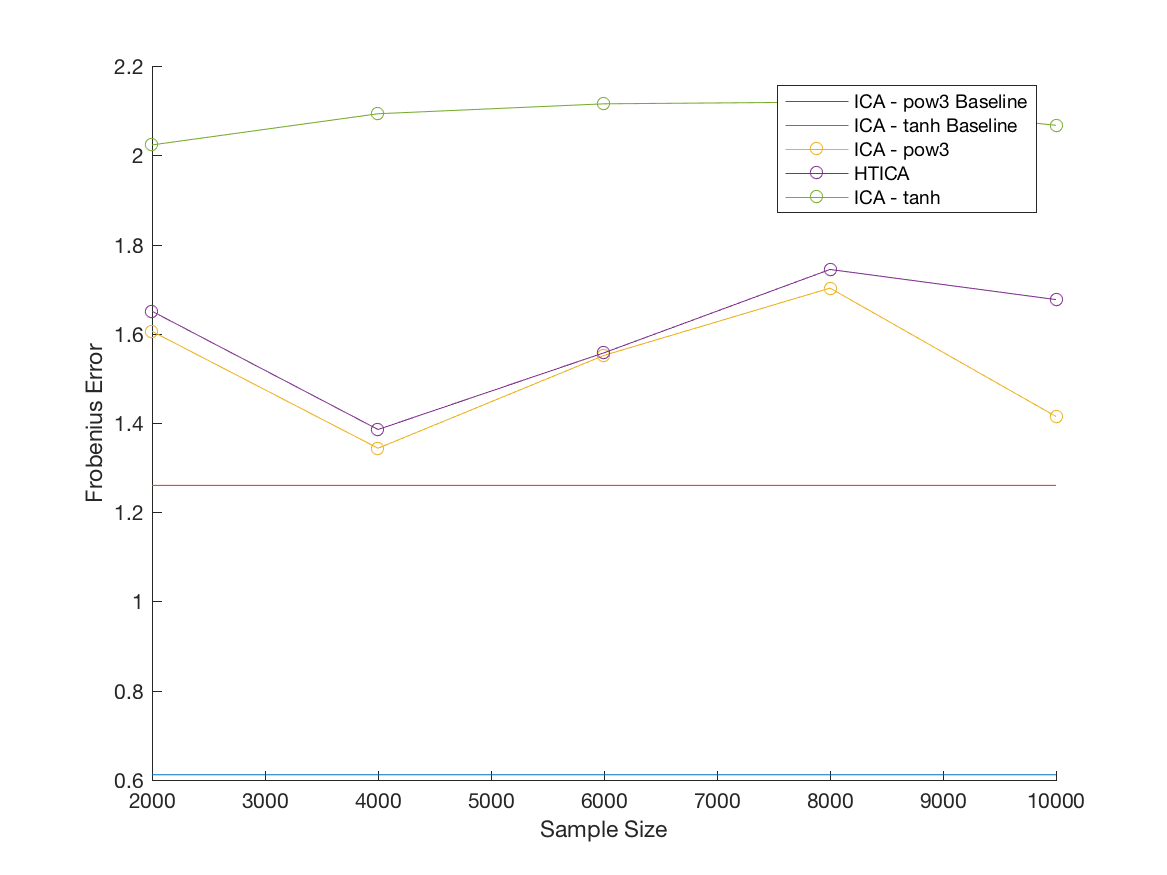 2.2
2
1.8
1.6
1.4
1.2
1
0.8
0.6
Frobenius Error
ICA - pow3 Baseline
ICA - tanh Baseline
ICA - pow3
HTICA
ICA - tanh
2000
3000
4000
5000
6000
7000
8000
9000
10000
Sample Size